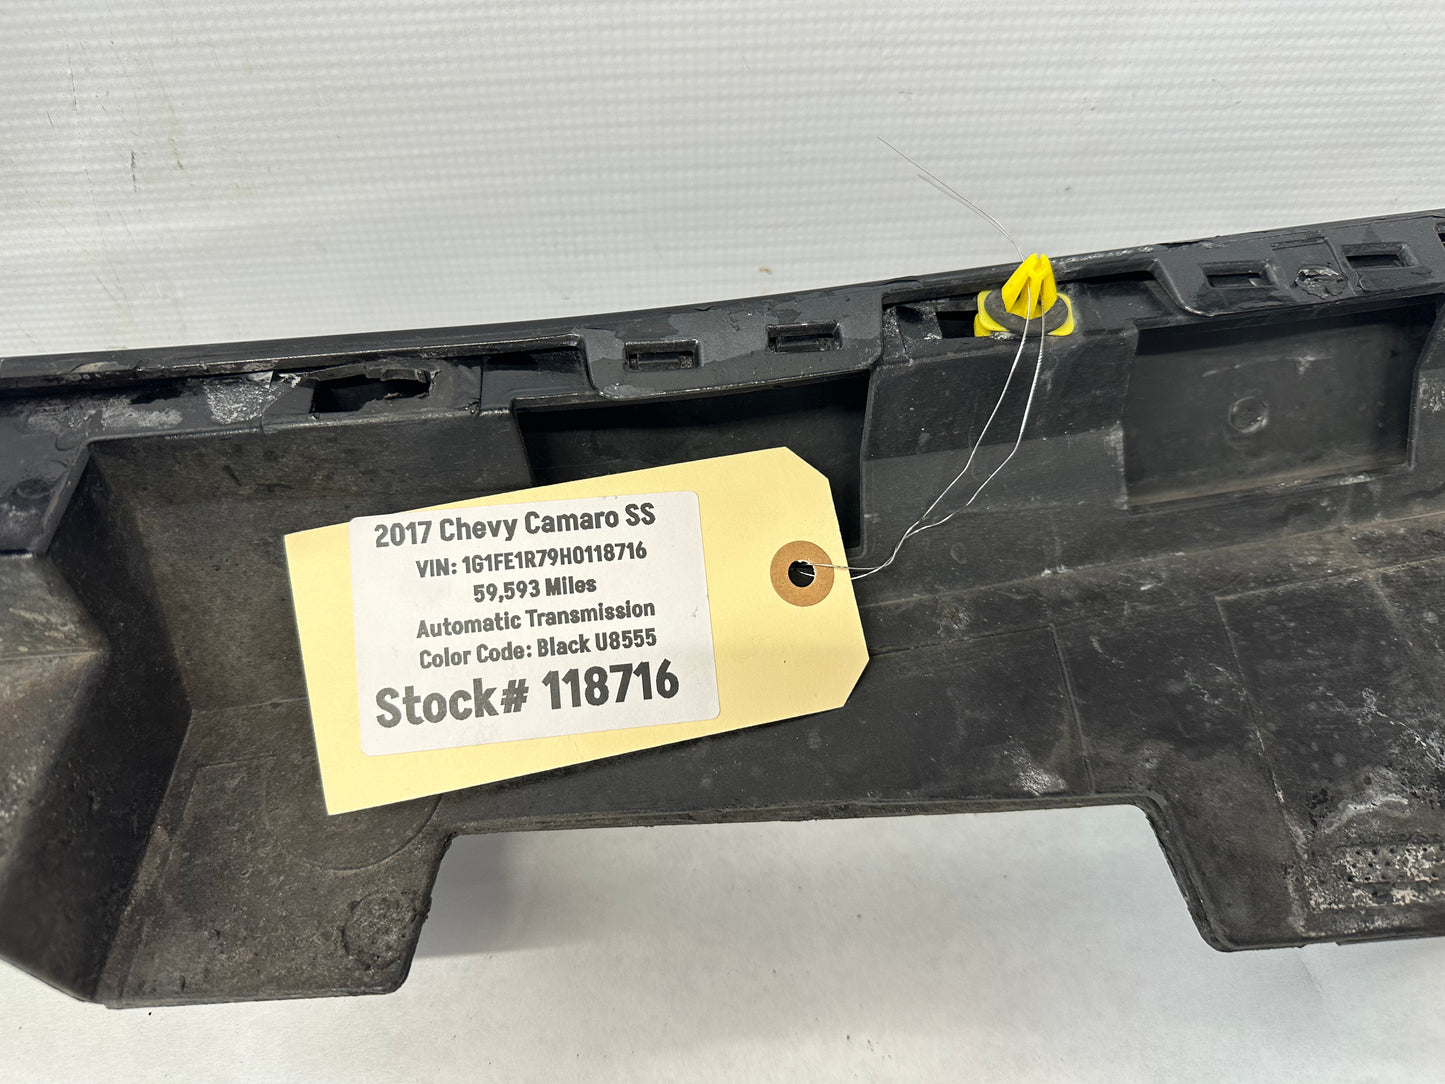 2017 Chevy Camaro SS
VIN: 1G1FE1R79H0118716
59,593 Miles
Automatic Transmission
Color Code: Black U8555
Stock# 118716